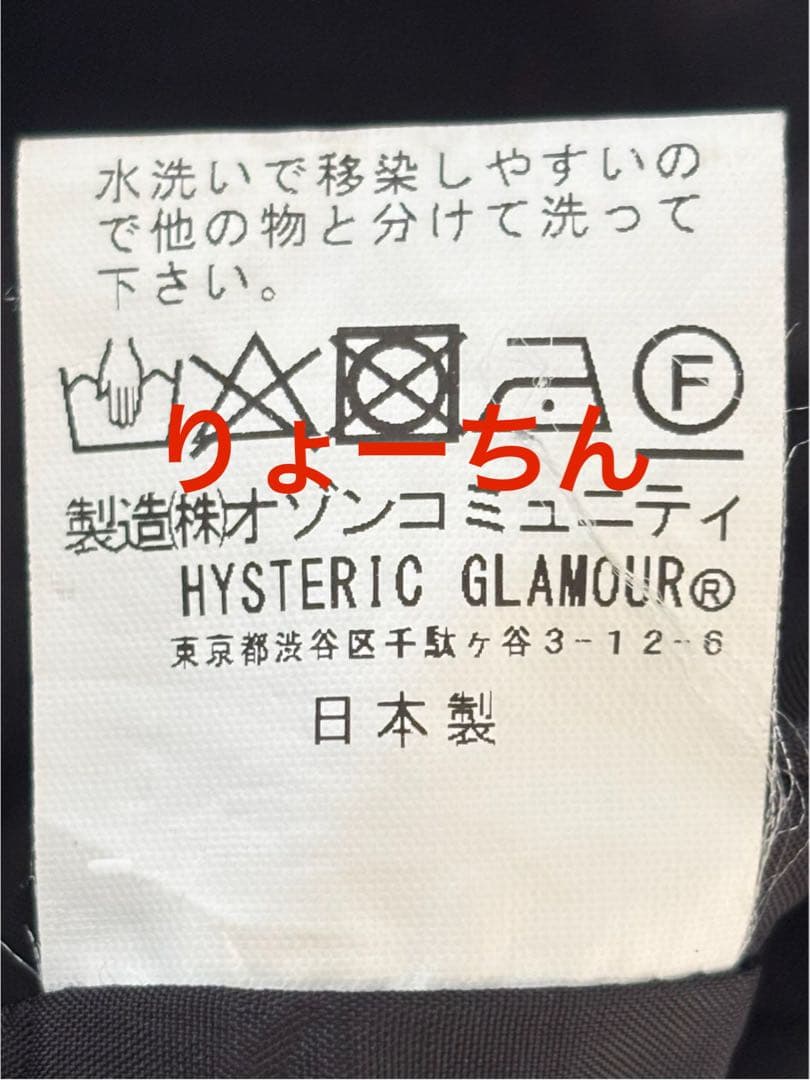 水洗いで移染しやすいの
で他の物と分けて洗って
下さい。
F
りょーちん
製造㈱オゾンコミュニティ
HYSTERIC GLAMOUR®
東京都渋谷区千駄ヶ谷3-12-6
日本製